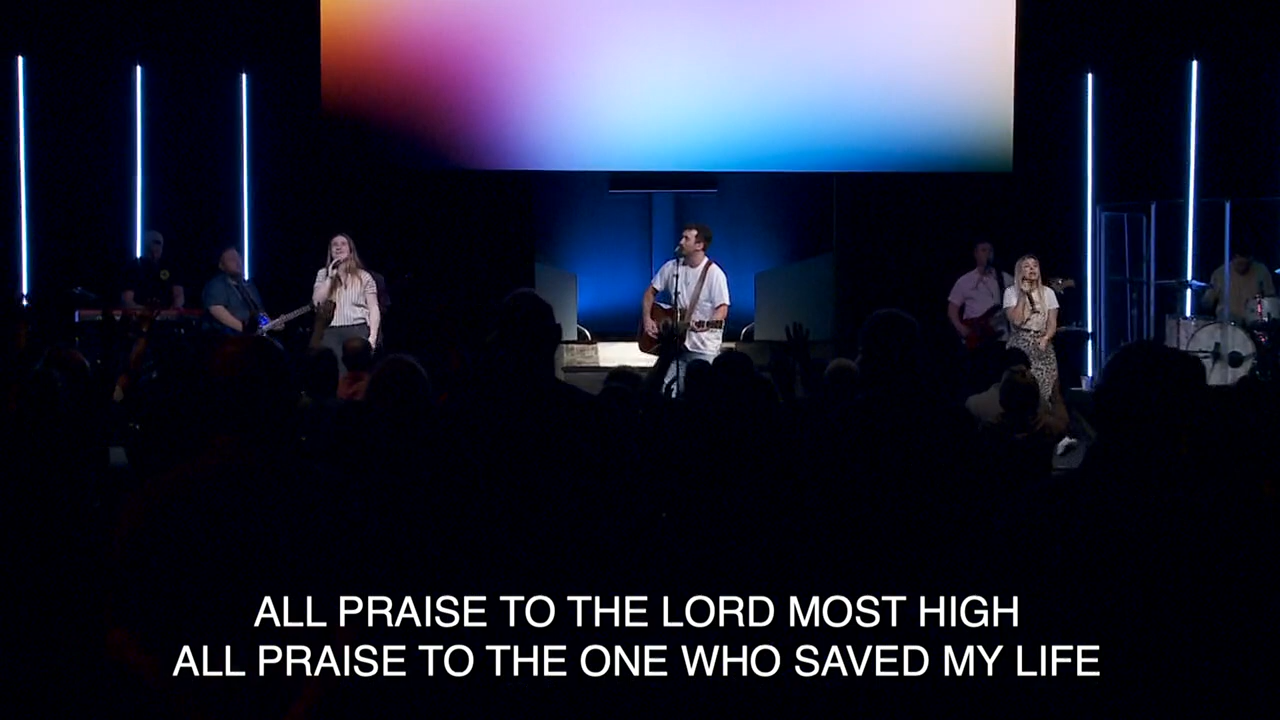 ALL PRAISE TO THE LORD MOST HIGH
ALL PRAISE TO THE ONE WHO SAVED MY LIFE